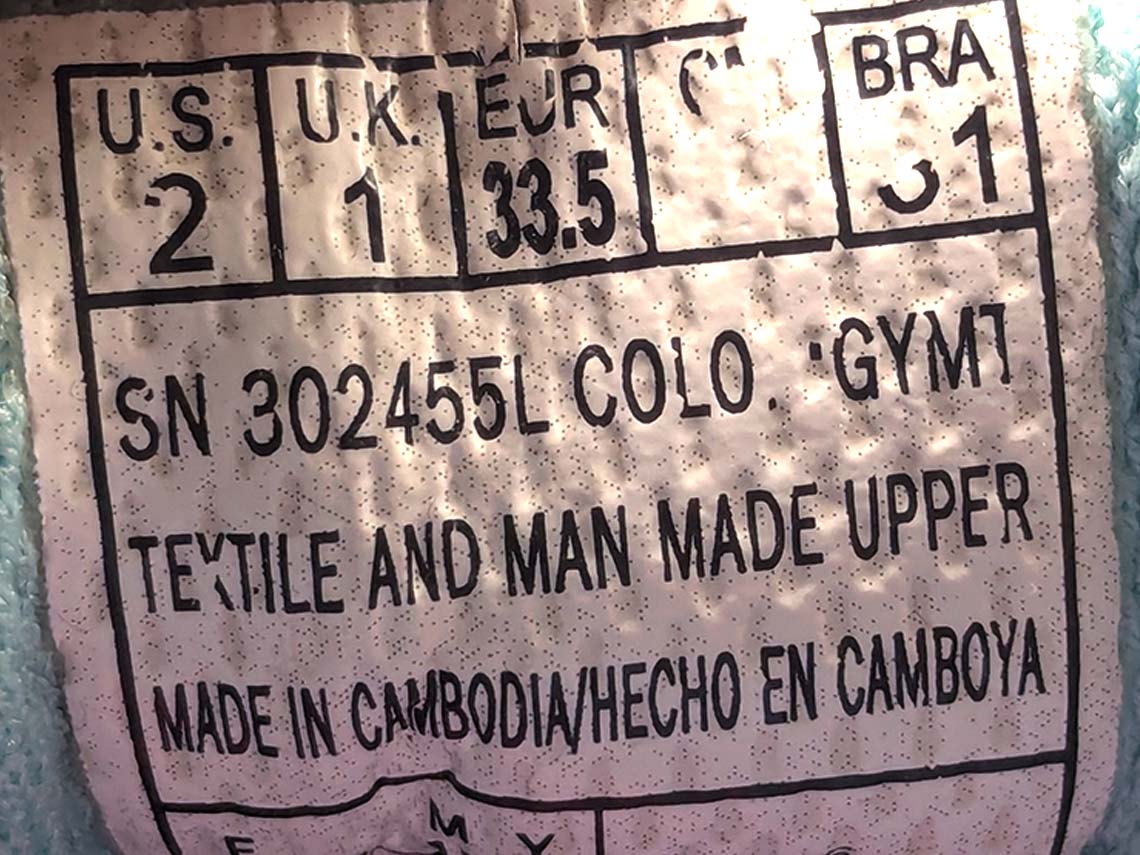 U.S. U.K. EUR BRA
2 1 33.5 31
SN 302455L COLO. :GYMT
TEXTILE AND MAN MADE UPPER
MADE IN CAMBODIA/HECHO EN CAMBOYA